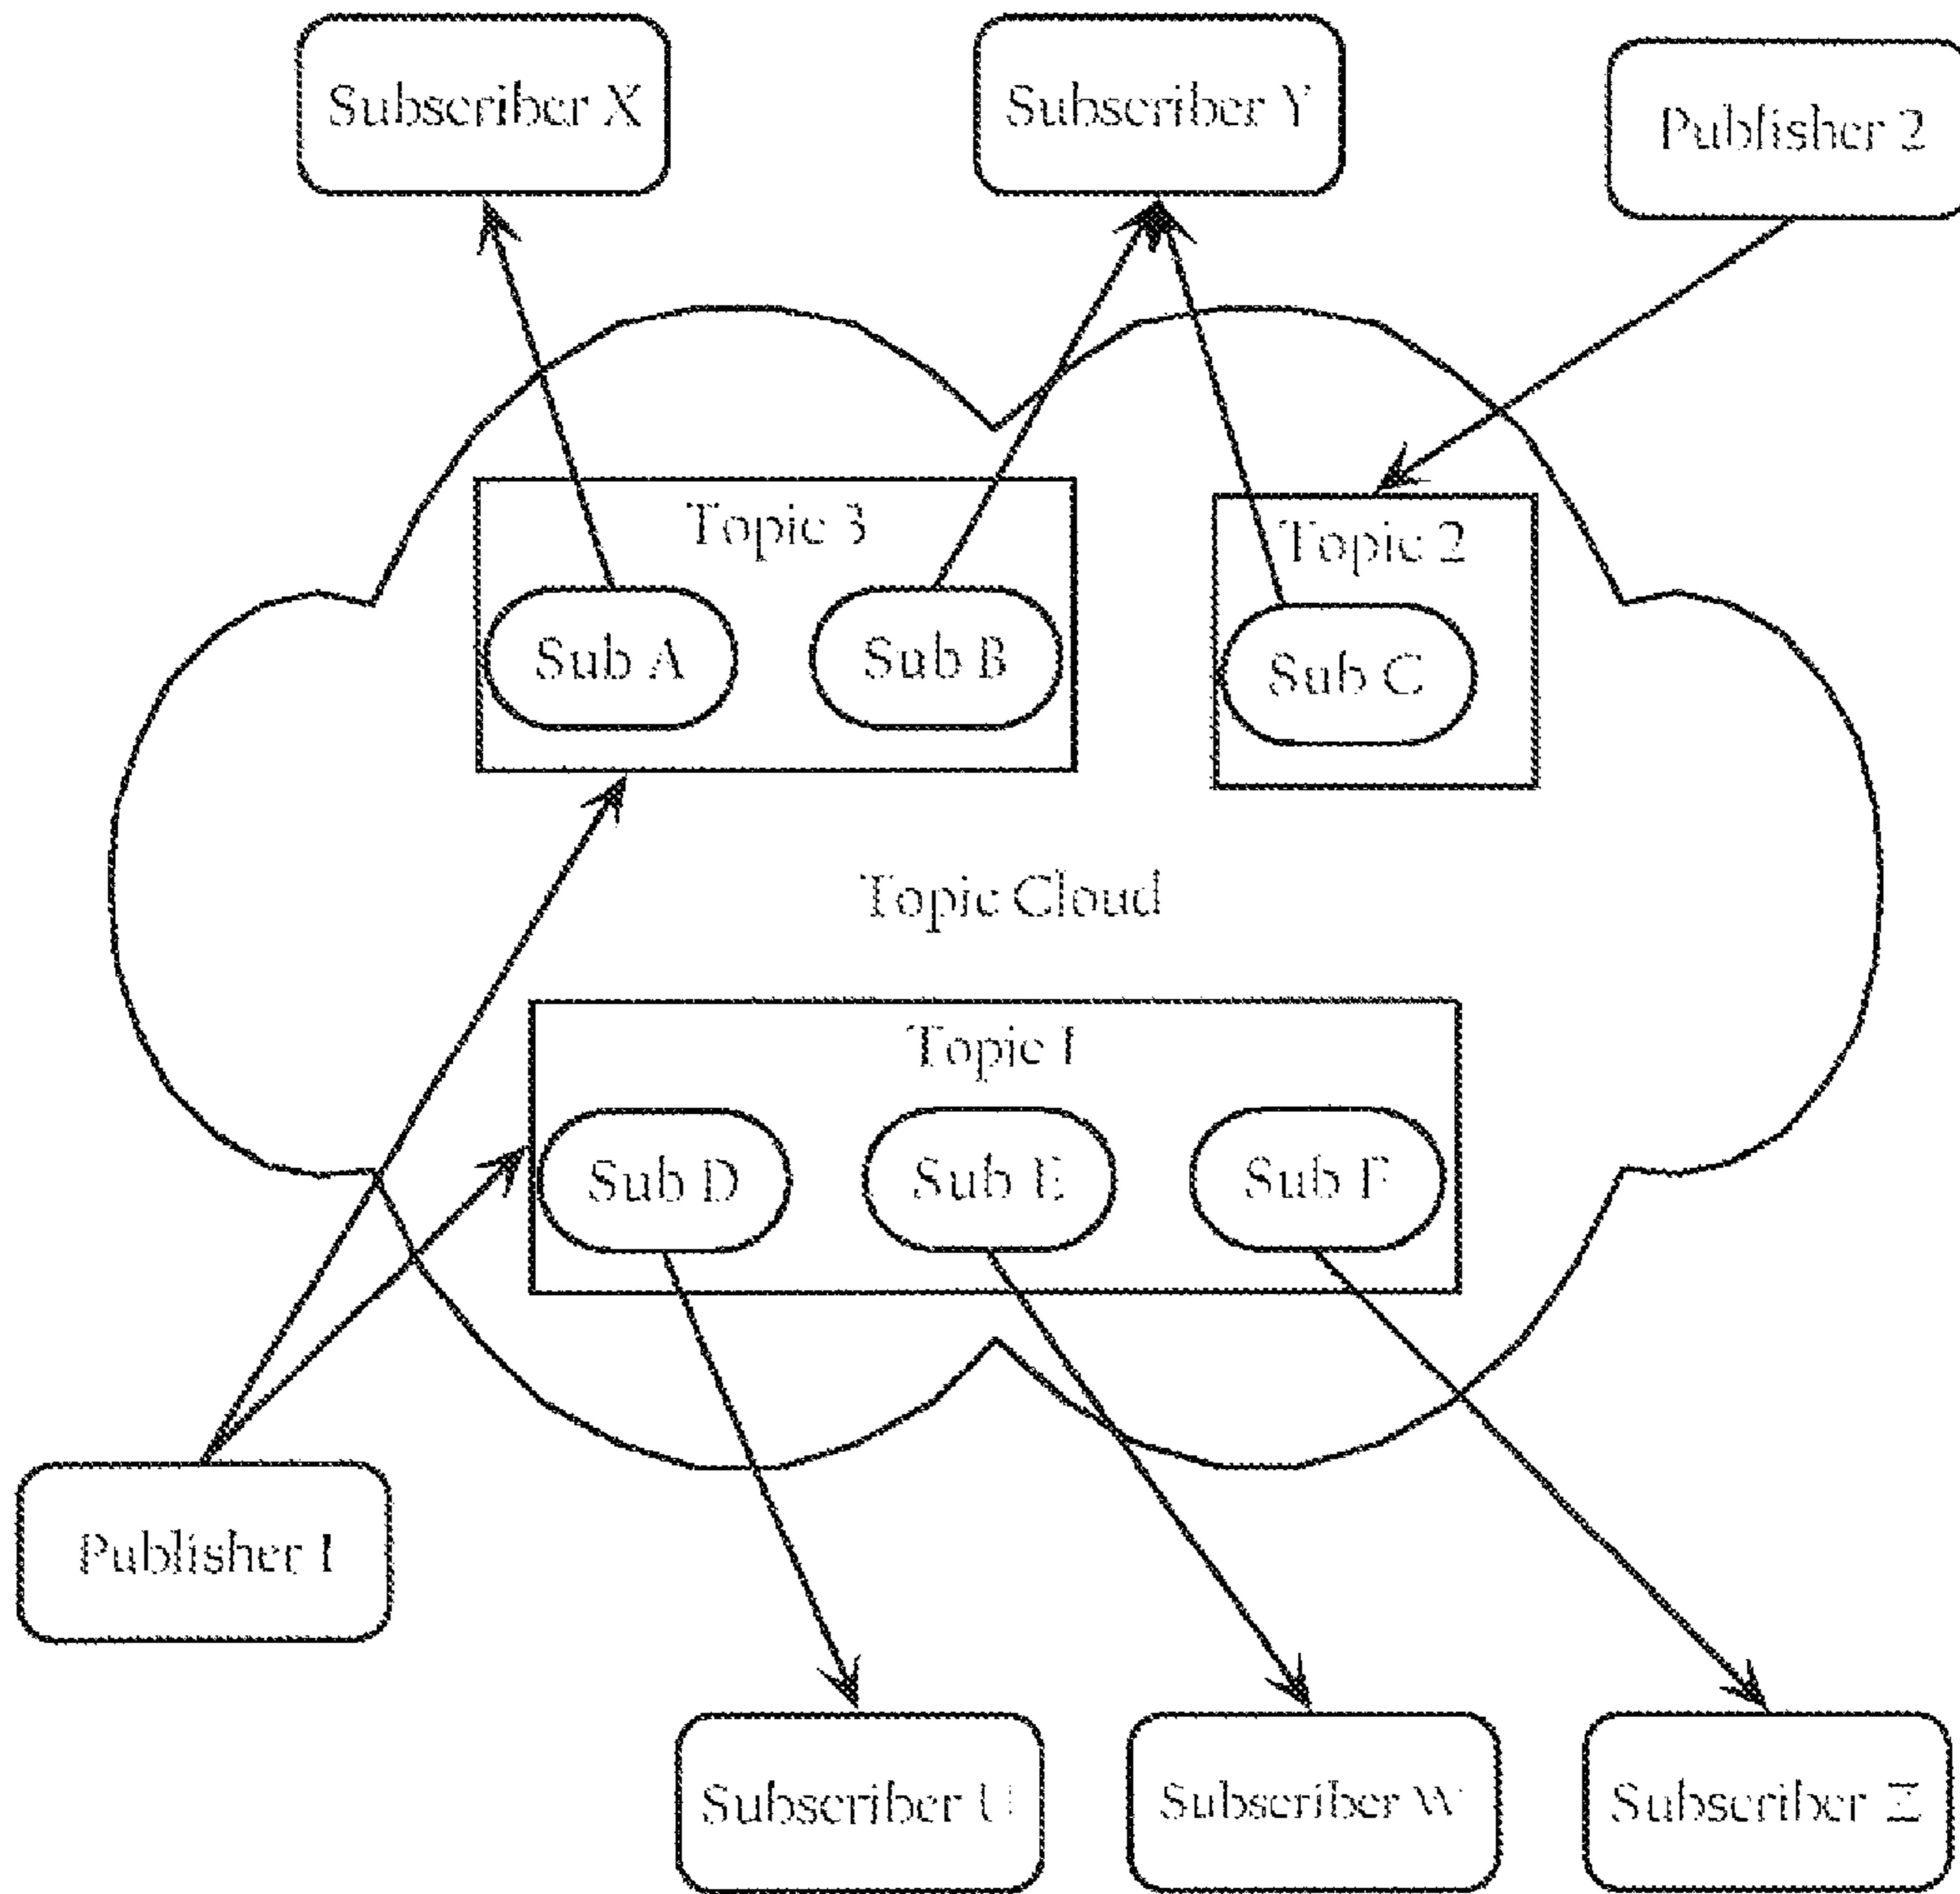 Subscriber X
Subscriber Y
Publisher 2
Topic 3
Topic 2
Sub A
Sub B
Sub C
Topic Cloud
Topic 1
Sub D
Sub E
Sub F
Publisher 1
Subscriber U
Subscriber W
Subscriber Z